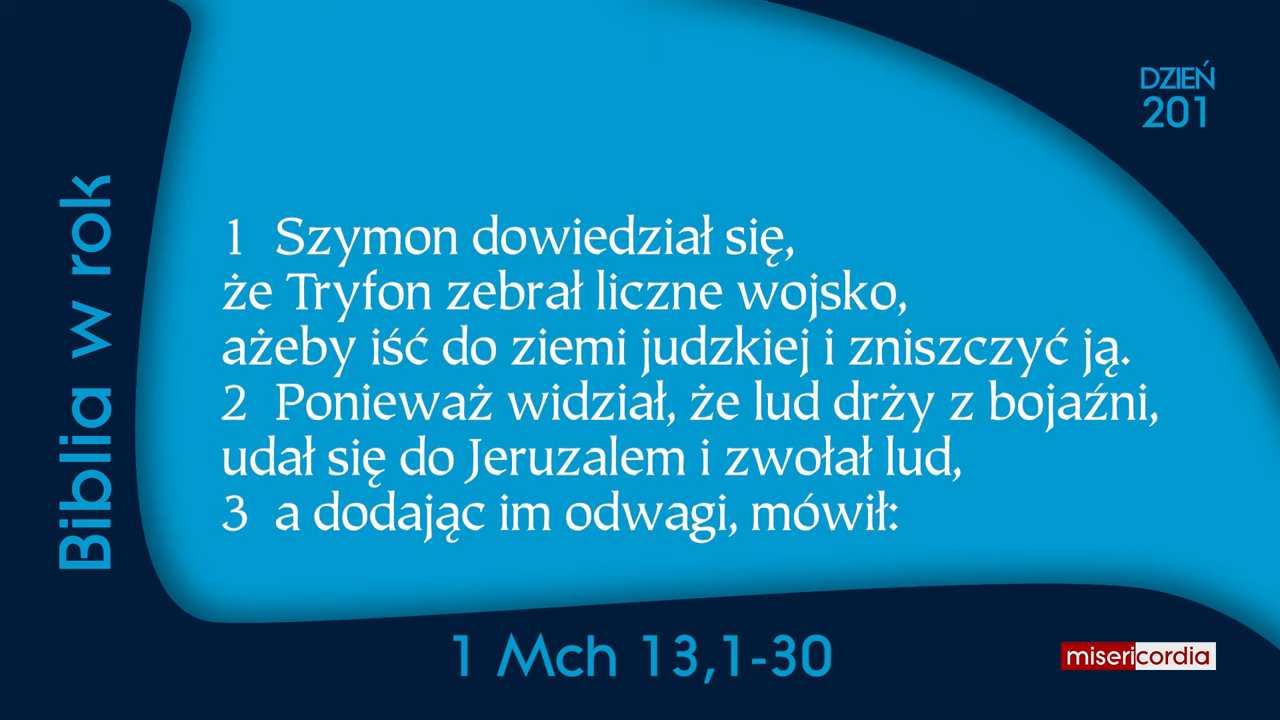 DZIEŃ
201
Biblia w rok
1 Szymon dowiedział się,
że Tryfon zebrał liczne wojsko,
ażeby iść do ziemi judzkiej i zniszczyć ją.
2 Ponieważ widział, że lud drży z bojaźni,
udał się do Jeruzalem i zwołał lud,
3 a dodając im odwagi, mówił:
1 Mch 13,1-30
misericordia